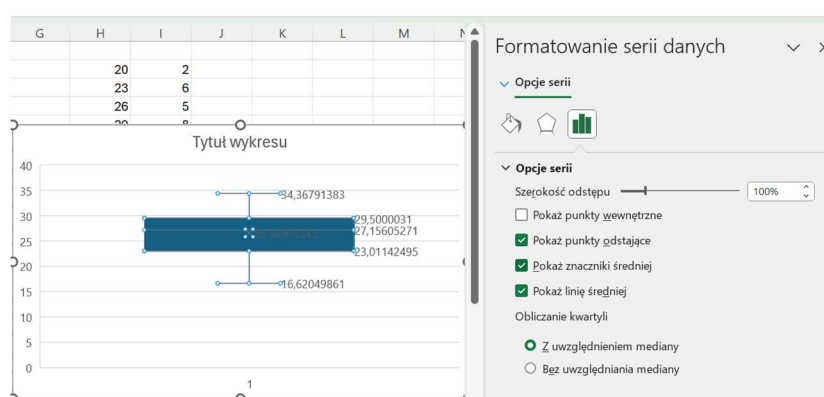 G H I J K L M N
20 2
23 6
26 5
29 8
Tytuł wykresu
40
35
30
25
20
15
10
5
0
34,36791383
29,5000031
27,15605271
23,01142495
16,62049861
1
Formatowanie serii danych
Opcje serii
Opcje serii
Szerokość odstępu 100%
Pokaż punkty wewnętrzne
Pokaż punkty odstające
Pokaż znaczniki średniej
Pokaż linię średniej
Obliczanie kwartyli
Z uwzględnieniem mediany
Bez uwzględniania mediany